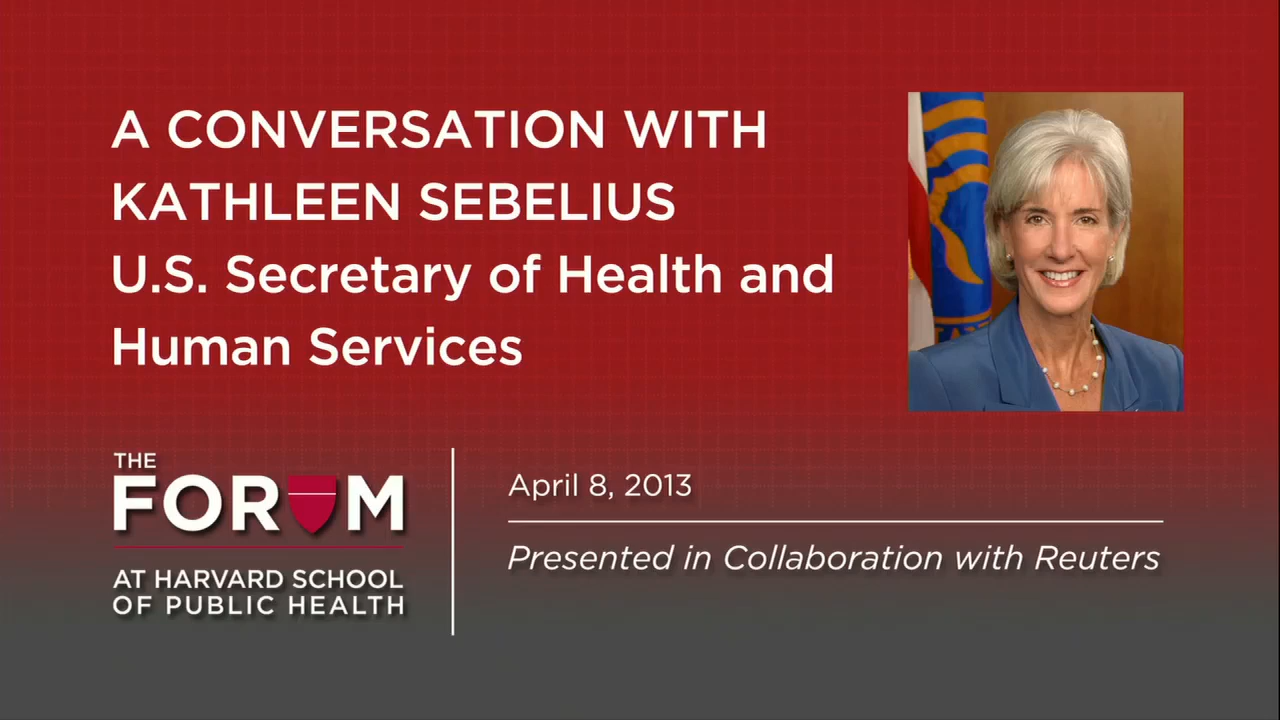 A CONVERSATION WITH
KATHLEEN SEBELIUS
U.S. Secretary of Health and
Human Services
THE
FORUM
AT HARVARD SCHOOL
OF PUBLIC HEALTH
April 8, 2013
Presented in Collaboration with Reuters